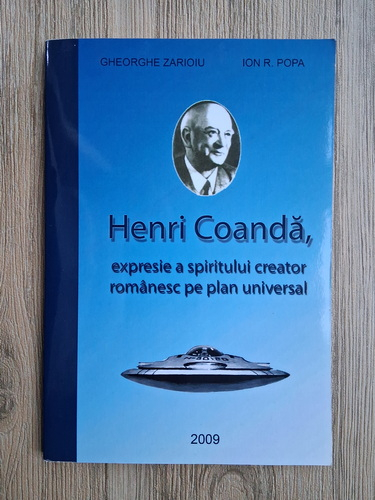 GHEORGHE ZARIOIU ION R. POPA
Henri Coandă,
expresie a spiritului creator
românesc pe plan universal
2009